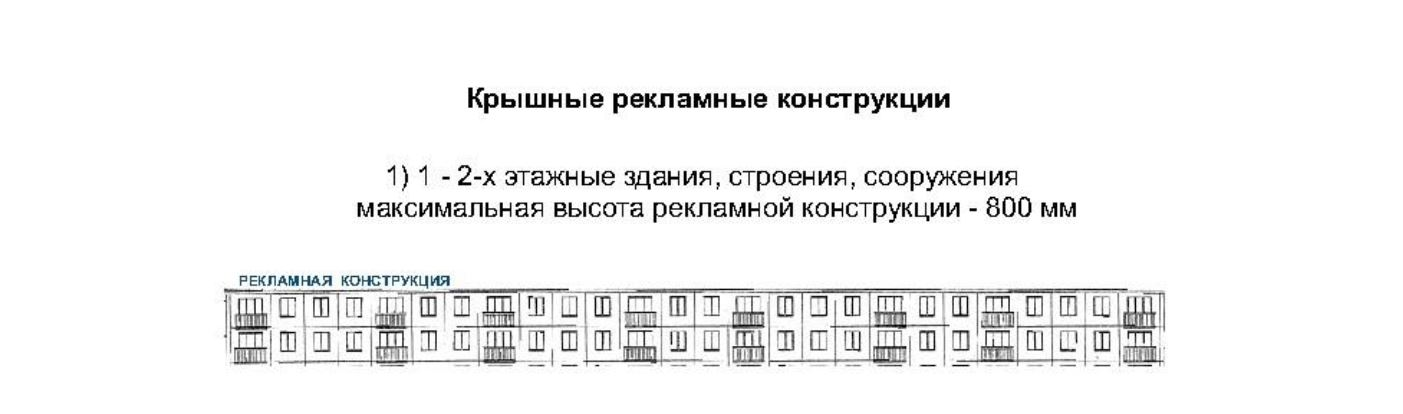 Крышные рекламные конструкции
1) 1 - 2-х этажные здания, строения, сооружения
максимальная высота рекламной конструкции - 800 мм
РЕКЛАМНАЯ КОНСТРУКЦИЯ